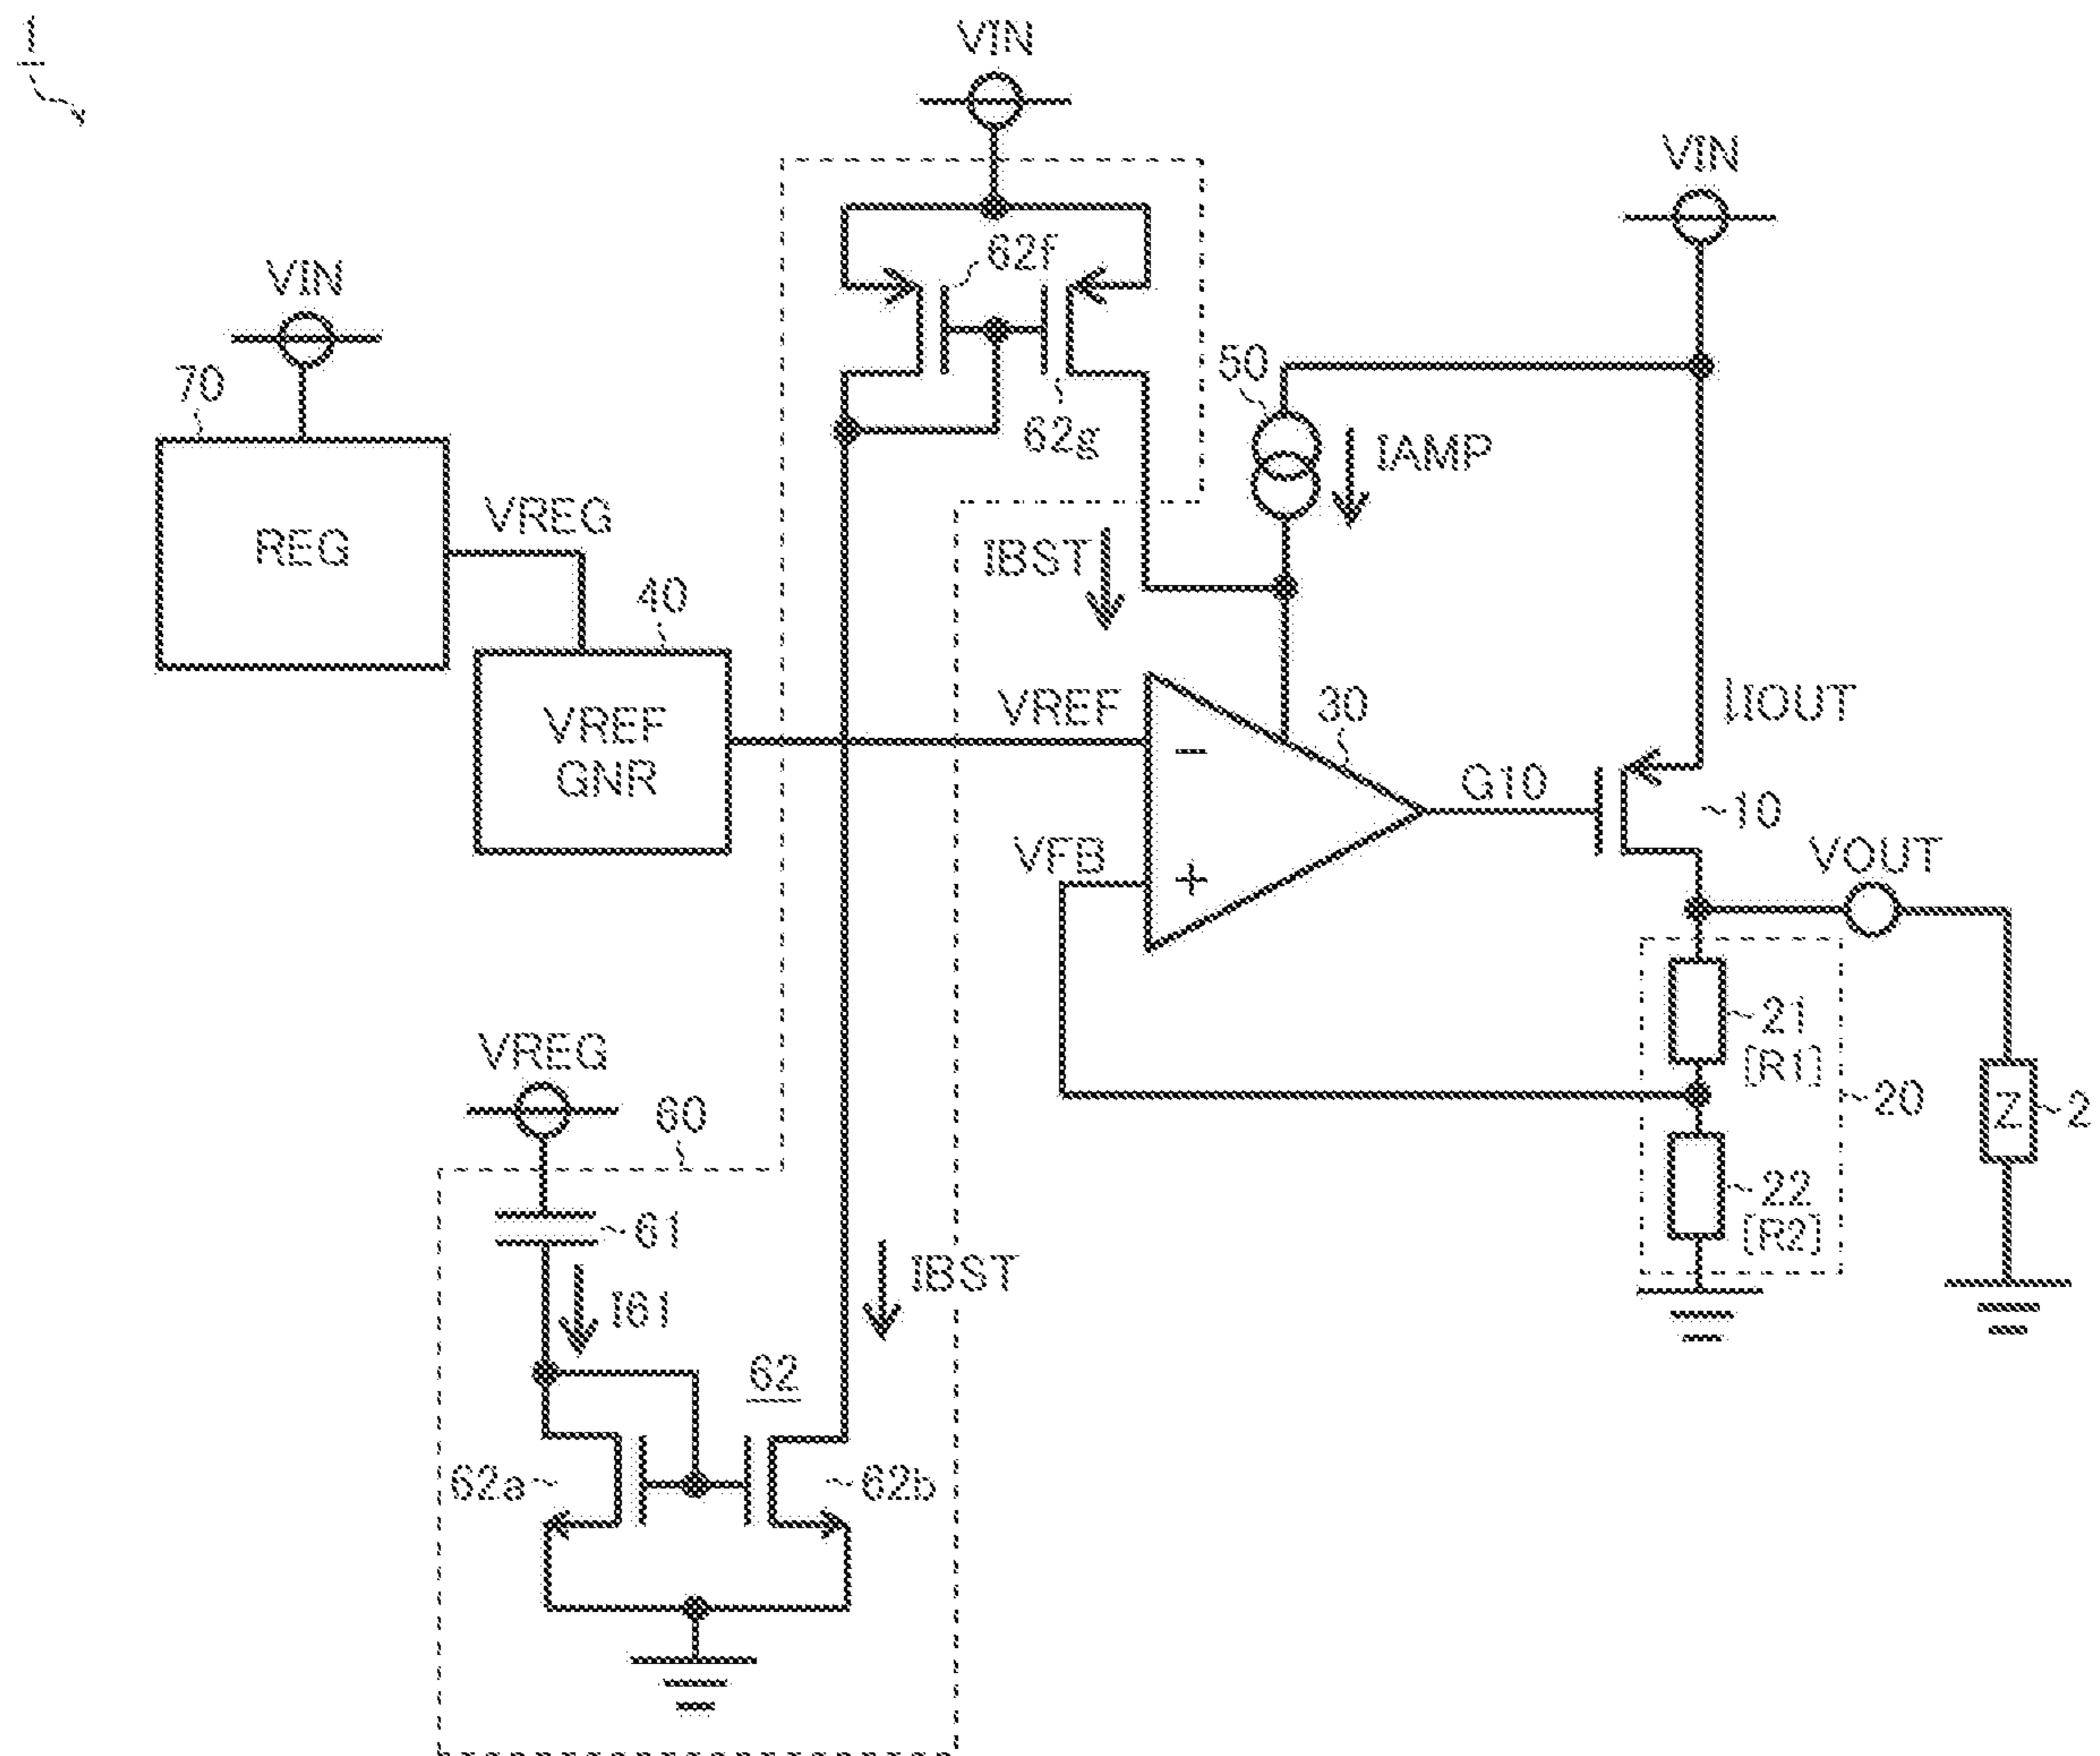 1
VIN
VIN
VIN
62f
70
50
62g
IAMP
VREG
REG
IBST
40
VREF
30
IOUT
VREF
GNR
−
G10
~10
VFB
+
VOUT
~21
[R1]
VREG
60
~20
Z
~2
~22
[R2]
~61
IBST
I61
62
62a~
~62b